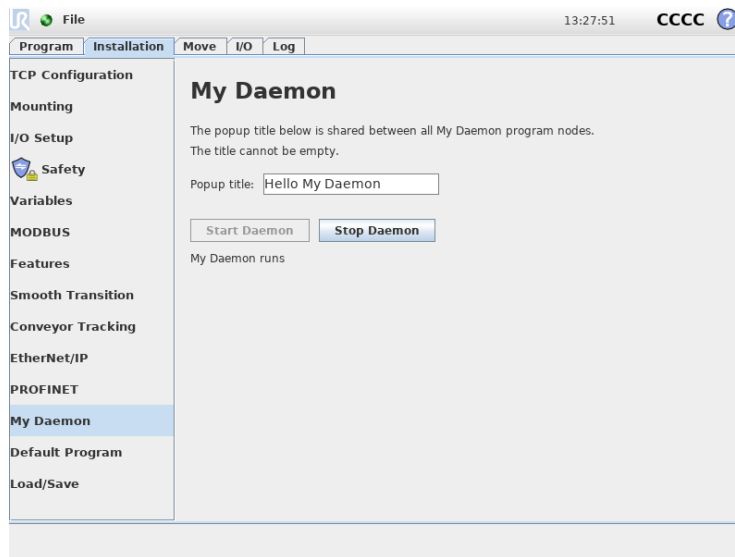 UR File 13:27:51 CCCC ?
Program Installation Move I/O Log
TCP Configuration
Mounting
I/O Setup
Safety
Variables
MODBUS
Features
Smooth Transition
Conveyor Tracking
EtherNet/IP
PROFINET
My Daemon
Default Program
Load/Save
My Daemon
The popup title below is shared between all My Daemon program nodes.
The title cannot be empty.
Popup title: Hello My Daemon
Start Daemon Stop Daemon
My Daemon runs